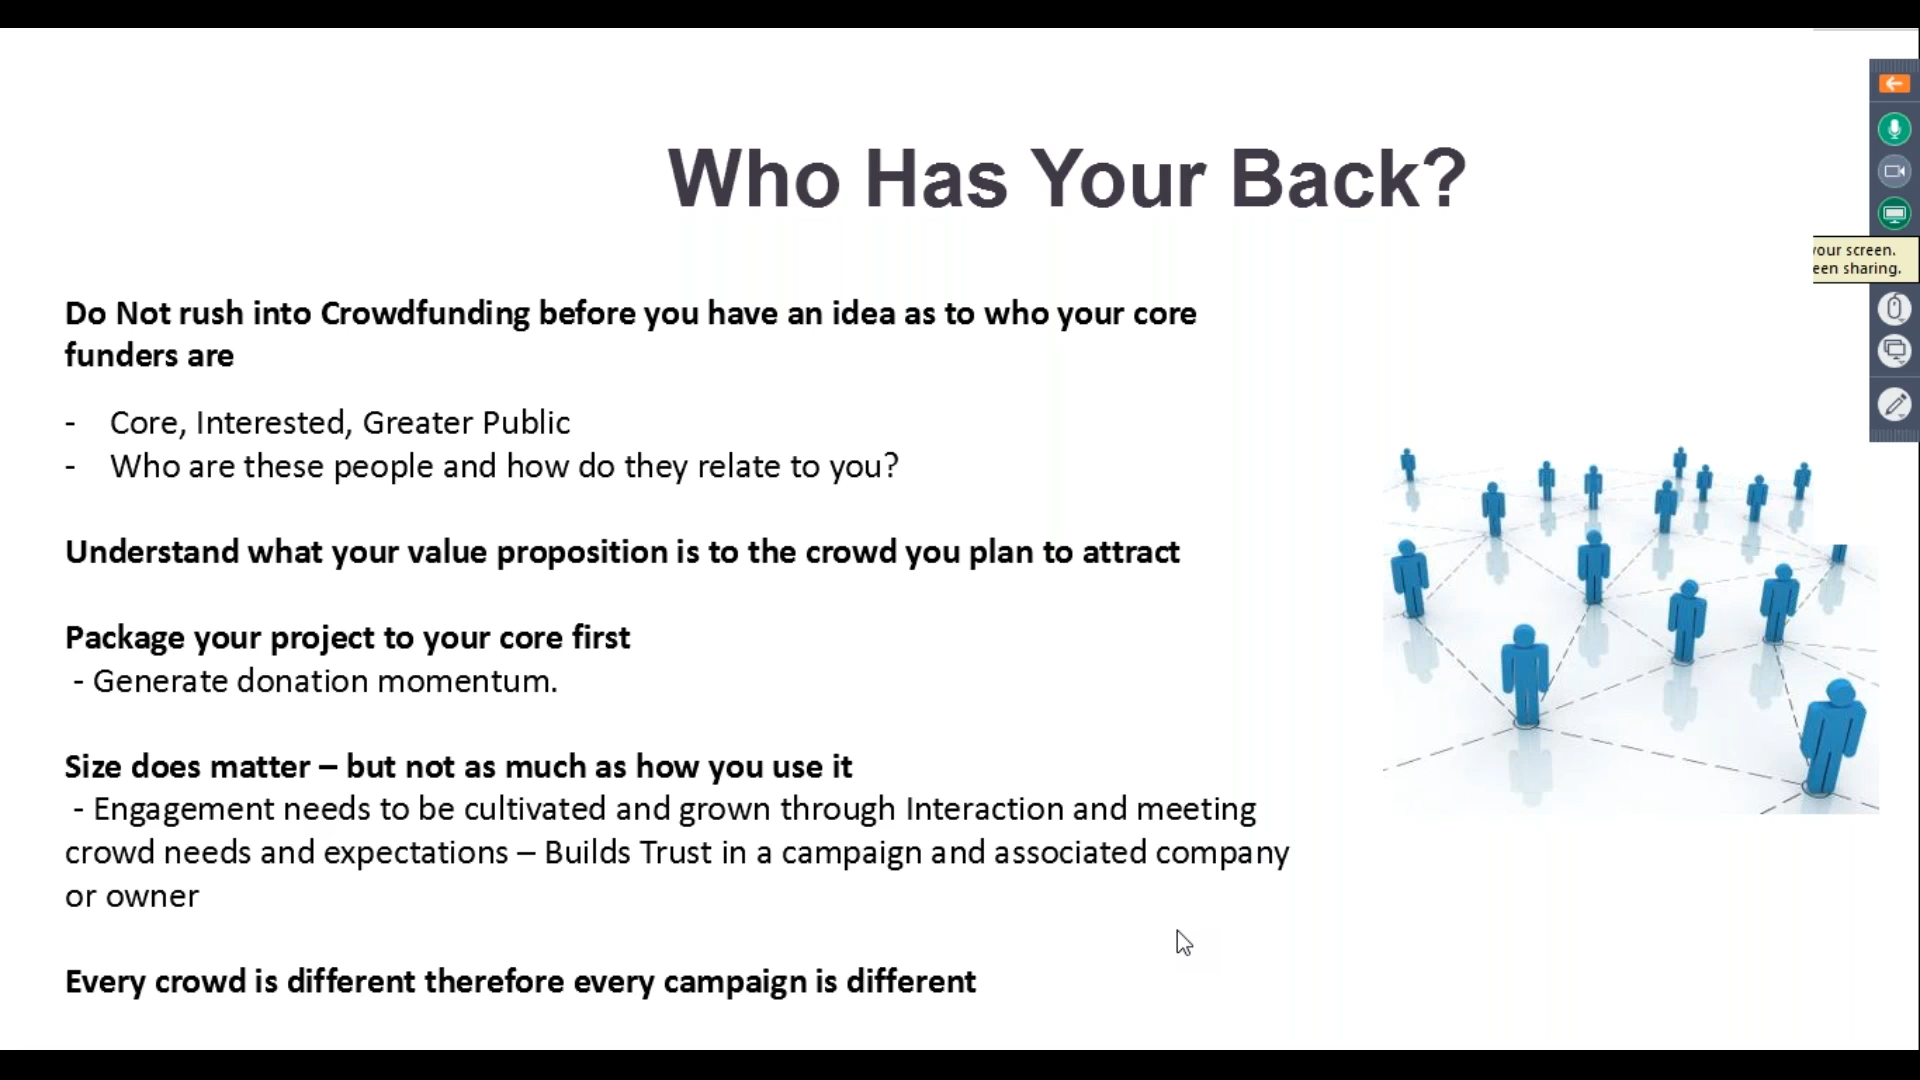 Who Has Your Back?
your screen.
een sharing.
Do Not rush into Crowdfunding before you have an idea as to who your core
funders are
- Core, Interested, Greater Public
- Who are these people and how do they relate to you?
Understand what your value proposition is to the crowd you plan to attract
Package your project to your core first
- Generate donation momentum.
Size does matter – but not as much as how you use it
- Engagement needs to be cultivated and grown through Interaction and meeting
crowd needs and expectations – Builds Trust in a campaign and associated company
or owner
Every crowd is different therefore every campaign is different